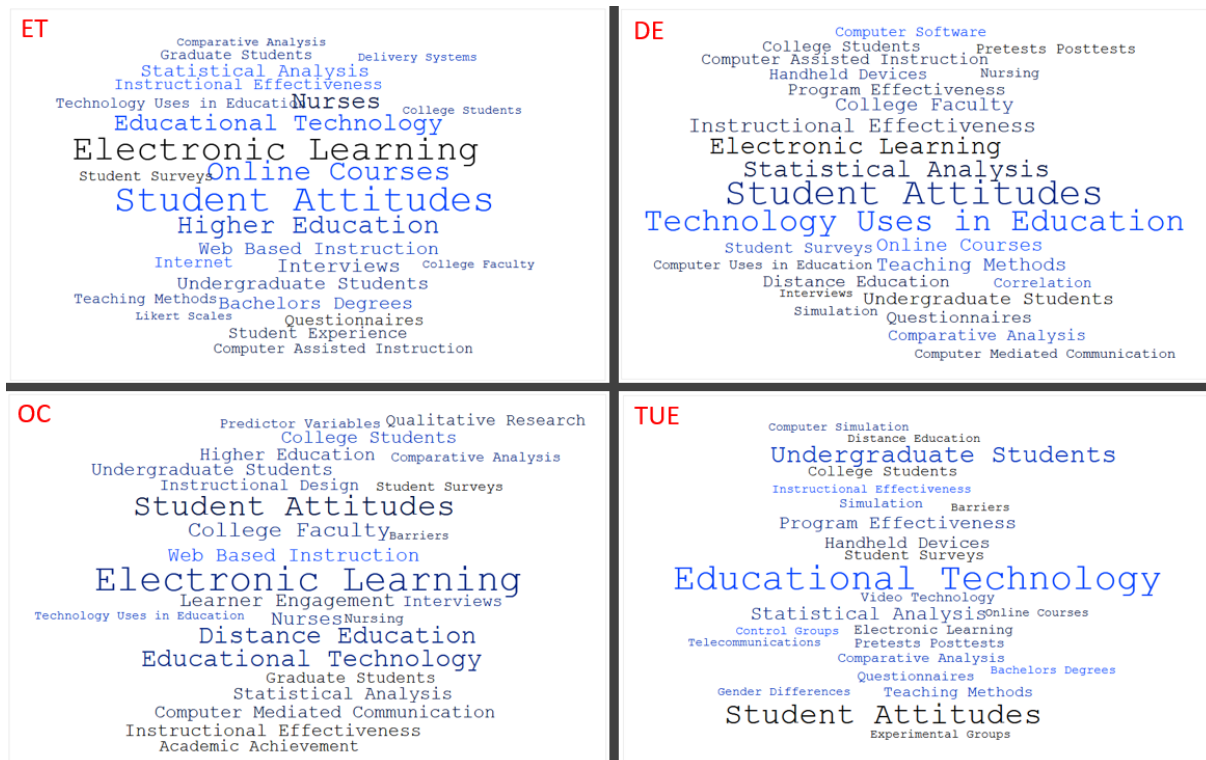 ET
Comparative Analysis
Graduate Students
Delivery Systems
Statistical Analysis
Instructional Effectiveness
Technology Uses in Education
Nurses
College Students
Educational Technology
Electronic Learning
Student Surveys
Online Courses
Student Attitudes
Higher Education
Web Based Instruction
Internet
Interviews
College Faculty
Undergraduate Students
Teaching Methods
Bachelors Degrees
Likert Scales
Questionnaires
Student Experience
Computer Assisted Instruction
DE
Computer Software
College Students
Pretests Posttests
Computer Assisted Instruction
Handheld Devices
Nursing
Program Effectiveness
College Faculty
Instructional Effectiveness
Electronic Learning
Statistical Analysis
Student Attitudes
Technology Uses in Education
Student Surveys
Online Courses
Computer Uses in Education
Teaching Methods
Distance Education
Correlation
Interviews
Undergraduate Students
Simulation
Questionnaires
Comparative Analysis
Computer Mediated Communication
OC
Predictor Variables
Qualitative Research
College Students
Higher Education
Comparative Analysis
Undergraduate Students
Instructional Design
Student Surveys
Student Attitudes
College Faculty
Barriers
Web Based Instruction
Electronic Learning
Learner Engagement
Interviews
Technology Uses in Education
Nurses
Nursing
Distance Education
Educational Technology
Graduate Students
Statistical Analysis
Computer Mediated Communication
Instructional Effectiveness
Academic Achievement
TUE
Computer Simulation
Distance Education
Undergraduate Students
College Students
Instructional Effectiveness
Simulation
Barriers
Program Effectiveness
Handheld Devices
Student Surveys
Educational Technology
Video Technology
Statistical Analysis
Online Courses
Control Groups
Electronic Learning
Telecommunications
Pretests Posttests
Comparative Analysis
Bachelors Degrees
Questionnaires
Gender Differences
Teaching Methods
Student Attitudes
Experimental Groups